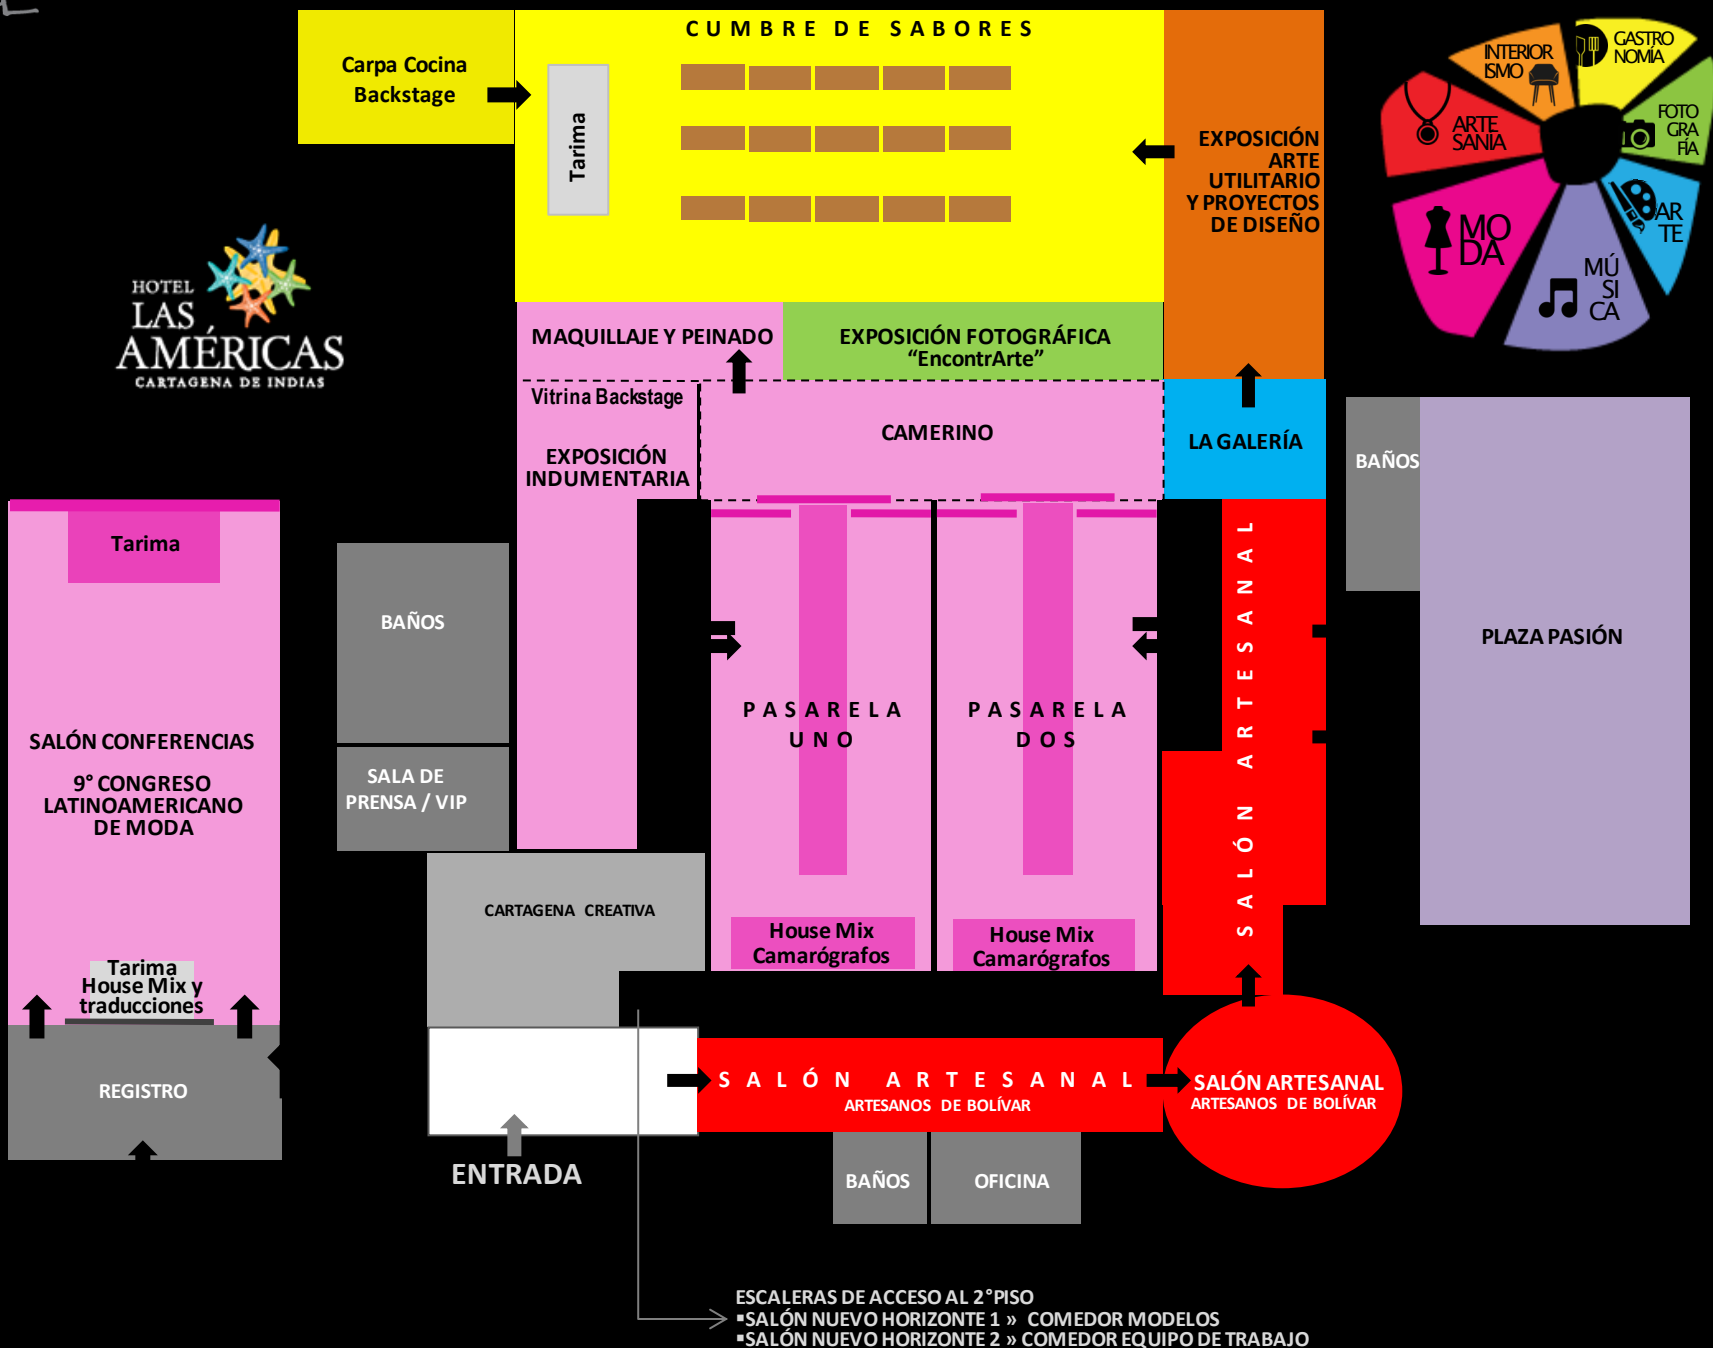 CUMBRE DE SABORES
Carpa Cocina
Backstage
Tarima
EXPOSICIÓN
ARTE
UTILITARIO
Y PROYECTOS
DE DISEÑO
INTERIOR
ISMO
GASTRO
NOMÍA
FOTO
GRA
FÍA
ARTE
SANÍA
AR
TE
MO
DA
MÚ
SI
CA
HOTEL
LAS
AMÉRICAS
CARTAGENA DE INDIAS
MAQUILLAJE Y PEINADO
EXPOSICIÓN FOTOGRÁFICA
“EncontrArte”
Vitrina Backstage
CAMERINO
LA GALERÍA
EXPOSICIÓN
INDUMENTARIA
BAÑOS
PLAZA PASIÓN
Tarima
BAÑOS
SALÓN ARTESANAL
PASARELA
UNO
PASARELA
DOS
SALÓN CONFERENCIAS
9° CONGRESO
LATINOAMERICANO
DE MODA
SALA DE
PRENSA / VIP
CARTAGENA CREATIVA
House Mix
Camarógrafos
House Mix
Camarógrafos
Tarima
House Mix y
traducciones
REGISTRO
SALÓN ARTESANAL
ARTESANOS DE BOLÍVAR
SALÓN ARTESANAL
ARTESANOS DE BOLÍVAR
ENTRADA
BAÑOS
OFICINA
ESCALERAS DE ACCESO AL 2°PISO
▪SALÓN NUEVO HORIZONTE 1 » COMEDOR MODELOS
▪SALÓN NUEVO HORIZONTE 2 » COMEDOR EQUIPO DE TRABAJO